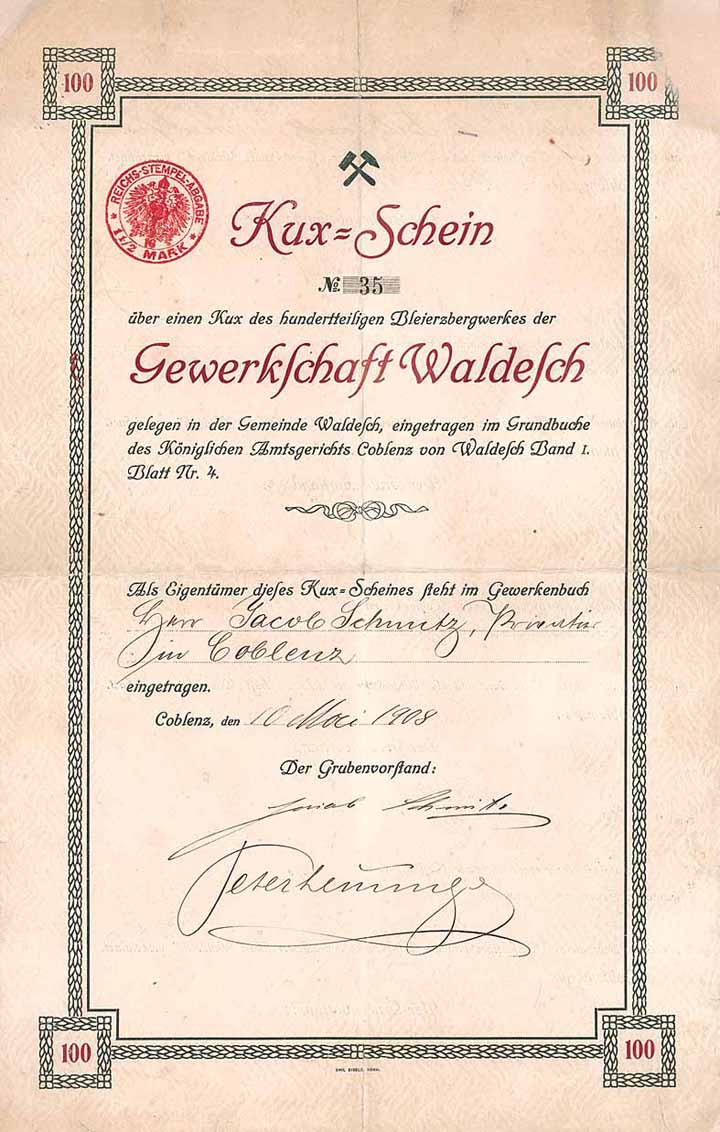 100
100
REICHS-STEMPEL-ABGABE
1 1/2 MARK
Kux=Schein
№ 35
über einen Kux des hundertteiligen Bleierzbergwerkes der
Gewerkschaft Waldesch
gelegen in der Gemeinde Waldesch, eingetragen im Grundbuche
des Königlichen Amtsgerichts Coblenz von Waldesch Band I.
Blatt Nr. 4.
Als Eigentümer dieses Kux=Scheines steht im Gewerkenbuch
Herr Jacob Schmitz, Privatier
in Coblenz
eingetragen.
Coblenz, den 10 Mai 1908
Der Grubenvorstand:
Jacob Schmitz
Peter
100
100